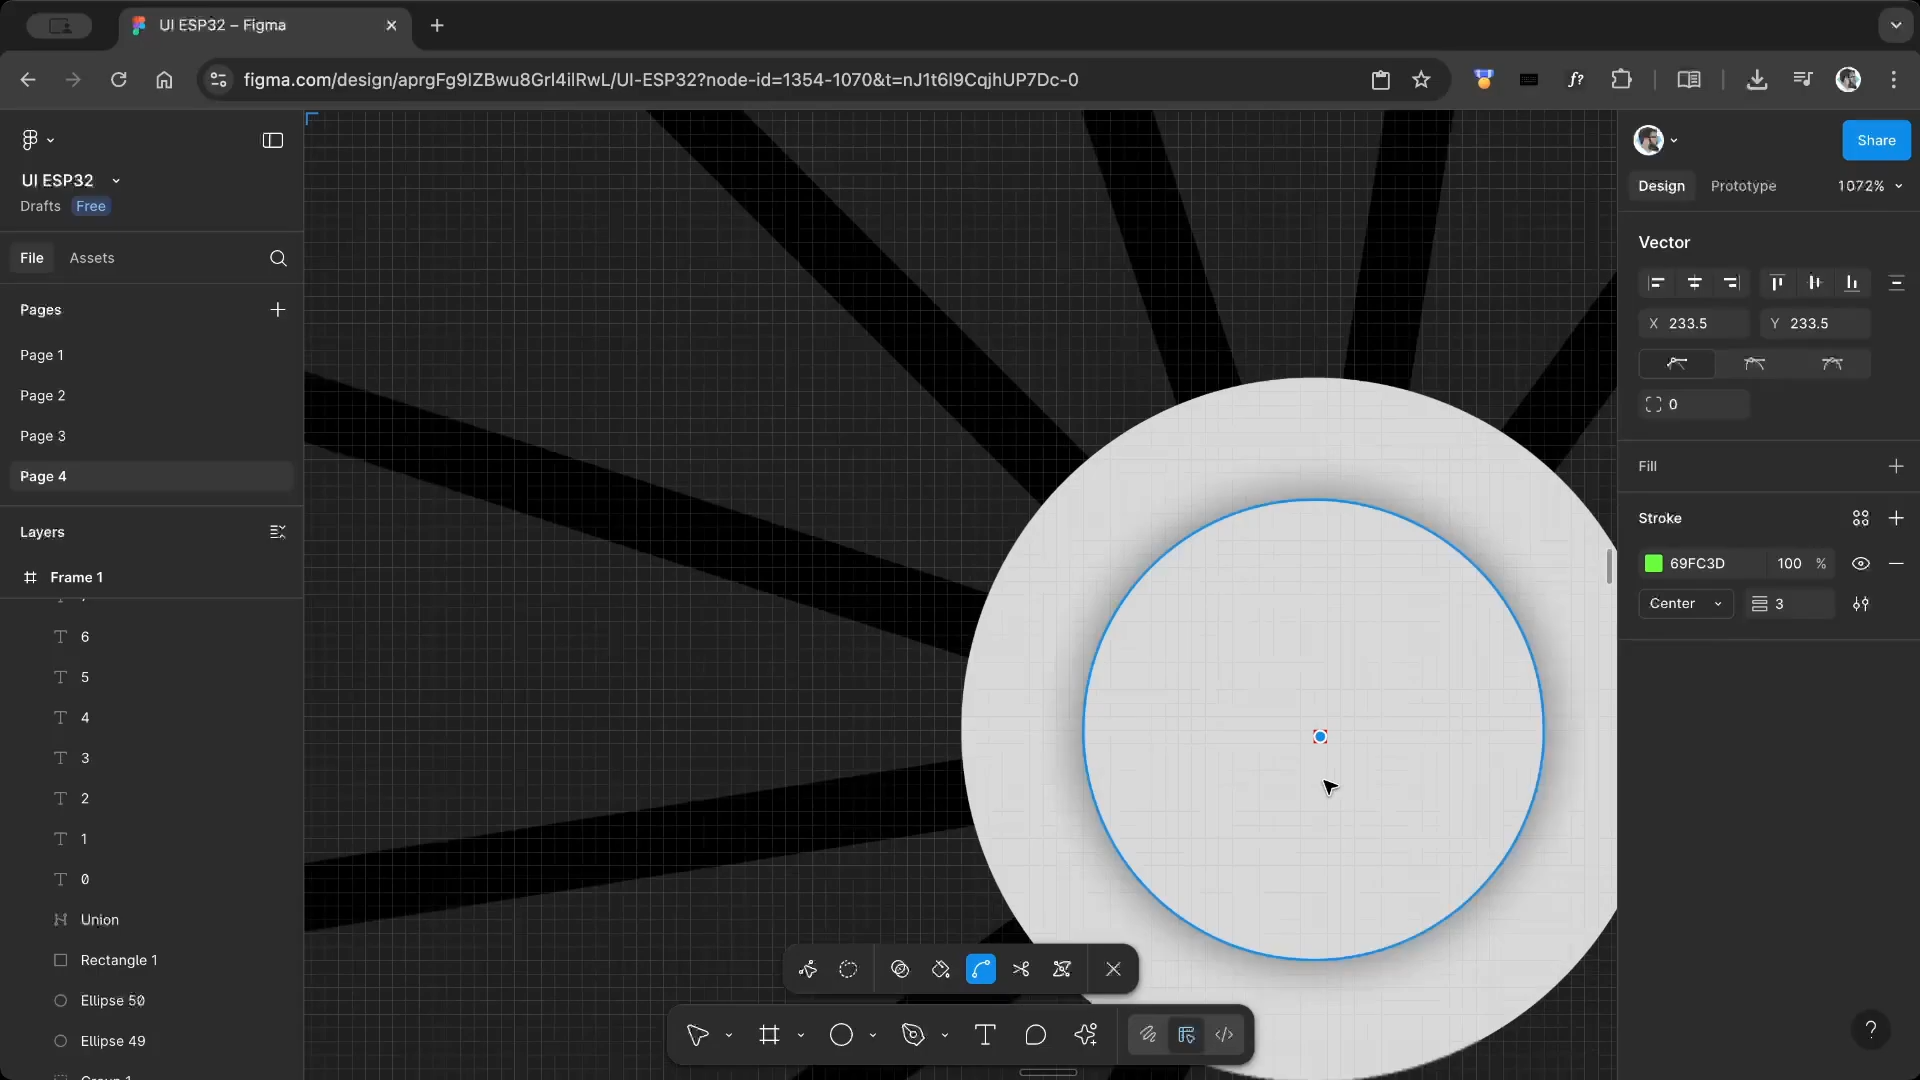 UI ESP32 – Figma
figma.com/design/aprgFg9IZBwu8GrI4ilRwL/UI-ESP32?node-id=1354-1070&t=nJ1t6I9CqjhUP7Dc-0
f?
UI ESP32
Drafts Free
File Assets
Pages
Page 1
Page 2
Page 3
Page 4
Layers
Frame 1
6
5
4
3
2
1
0
Union
Rectangle 1
Ellipse 50
Ellipse 49
Share
Design Prototype 1072%
Vector
X 233.5 Y 233.5
0
Fill
Stroke
69FC3D 100 %
Center 3
?